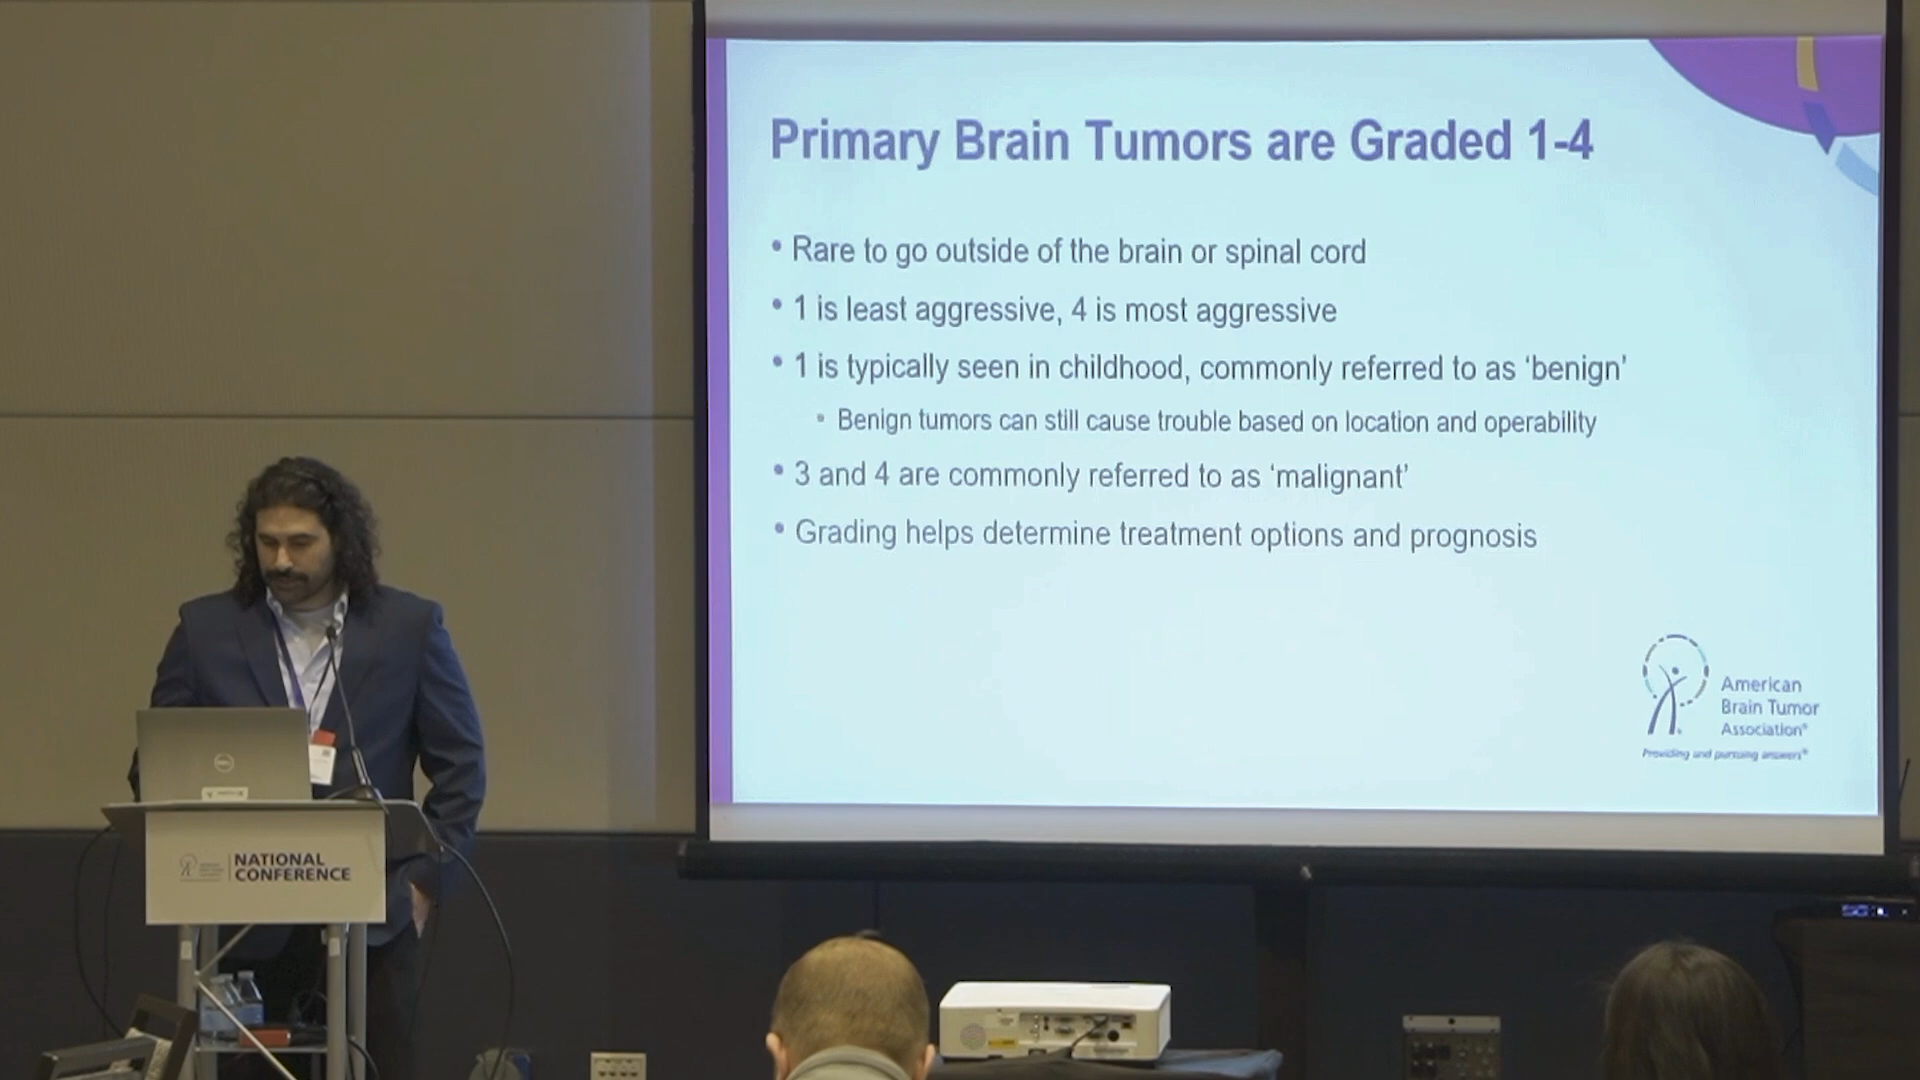 Primary Brain Tumors are Graded 1-4
• Rare to go outside of the brain or spinal cord
• 1 is least aggressive, 4 is most aggressive
• 1 is typically seen in childhood, commonly referred to as ‘benign’
• Benign tumors can still cause trouble based on location and operability
• 3 and 4 are commonly referred to as ‘malignant’
• Grading helps determine treatment options and prognosis
American
Brain Tumor
Association®
Providing and pursuing answers®
DELL
NATIONAL
CONFERENCE